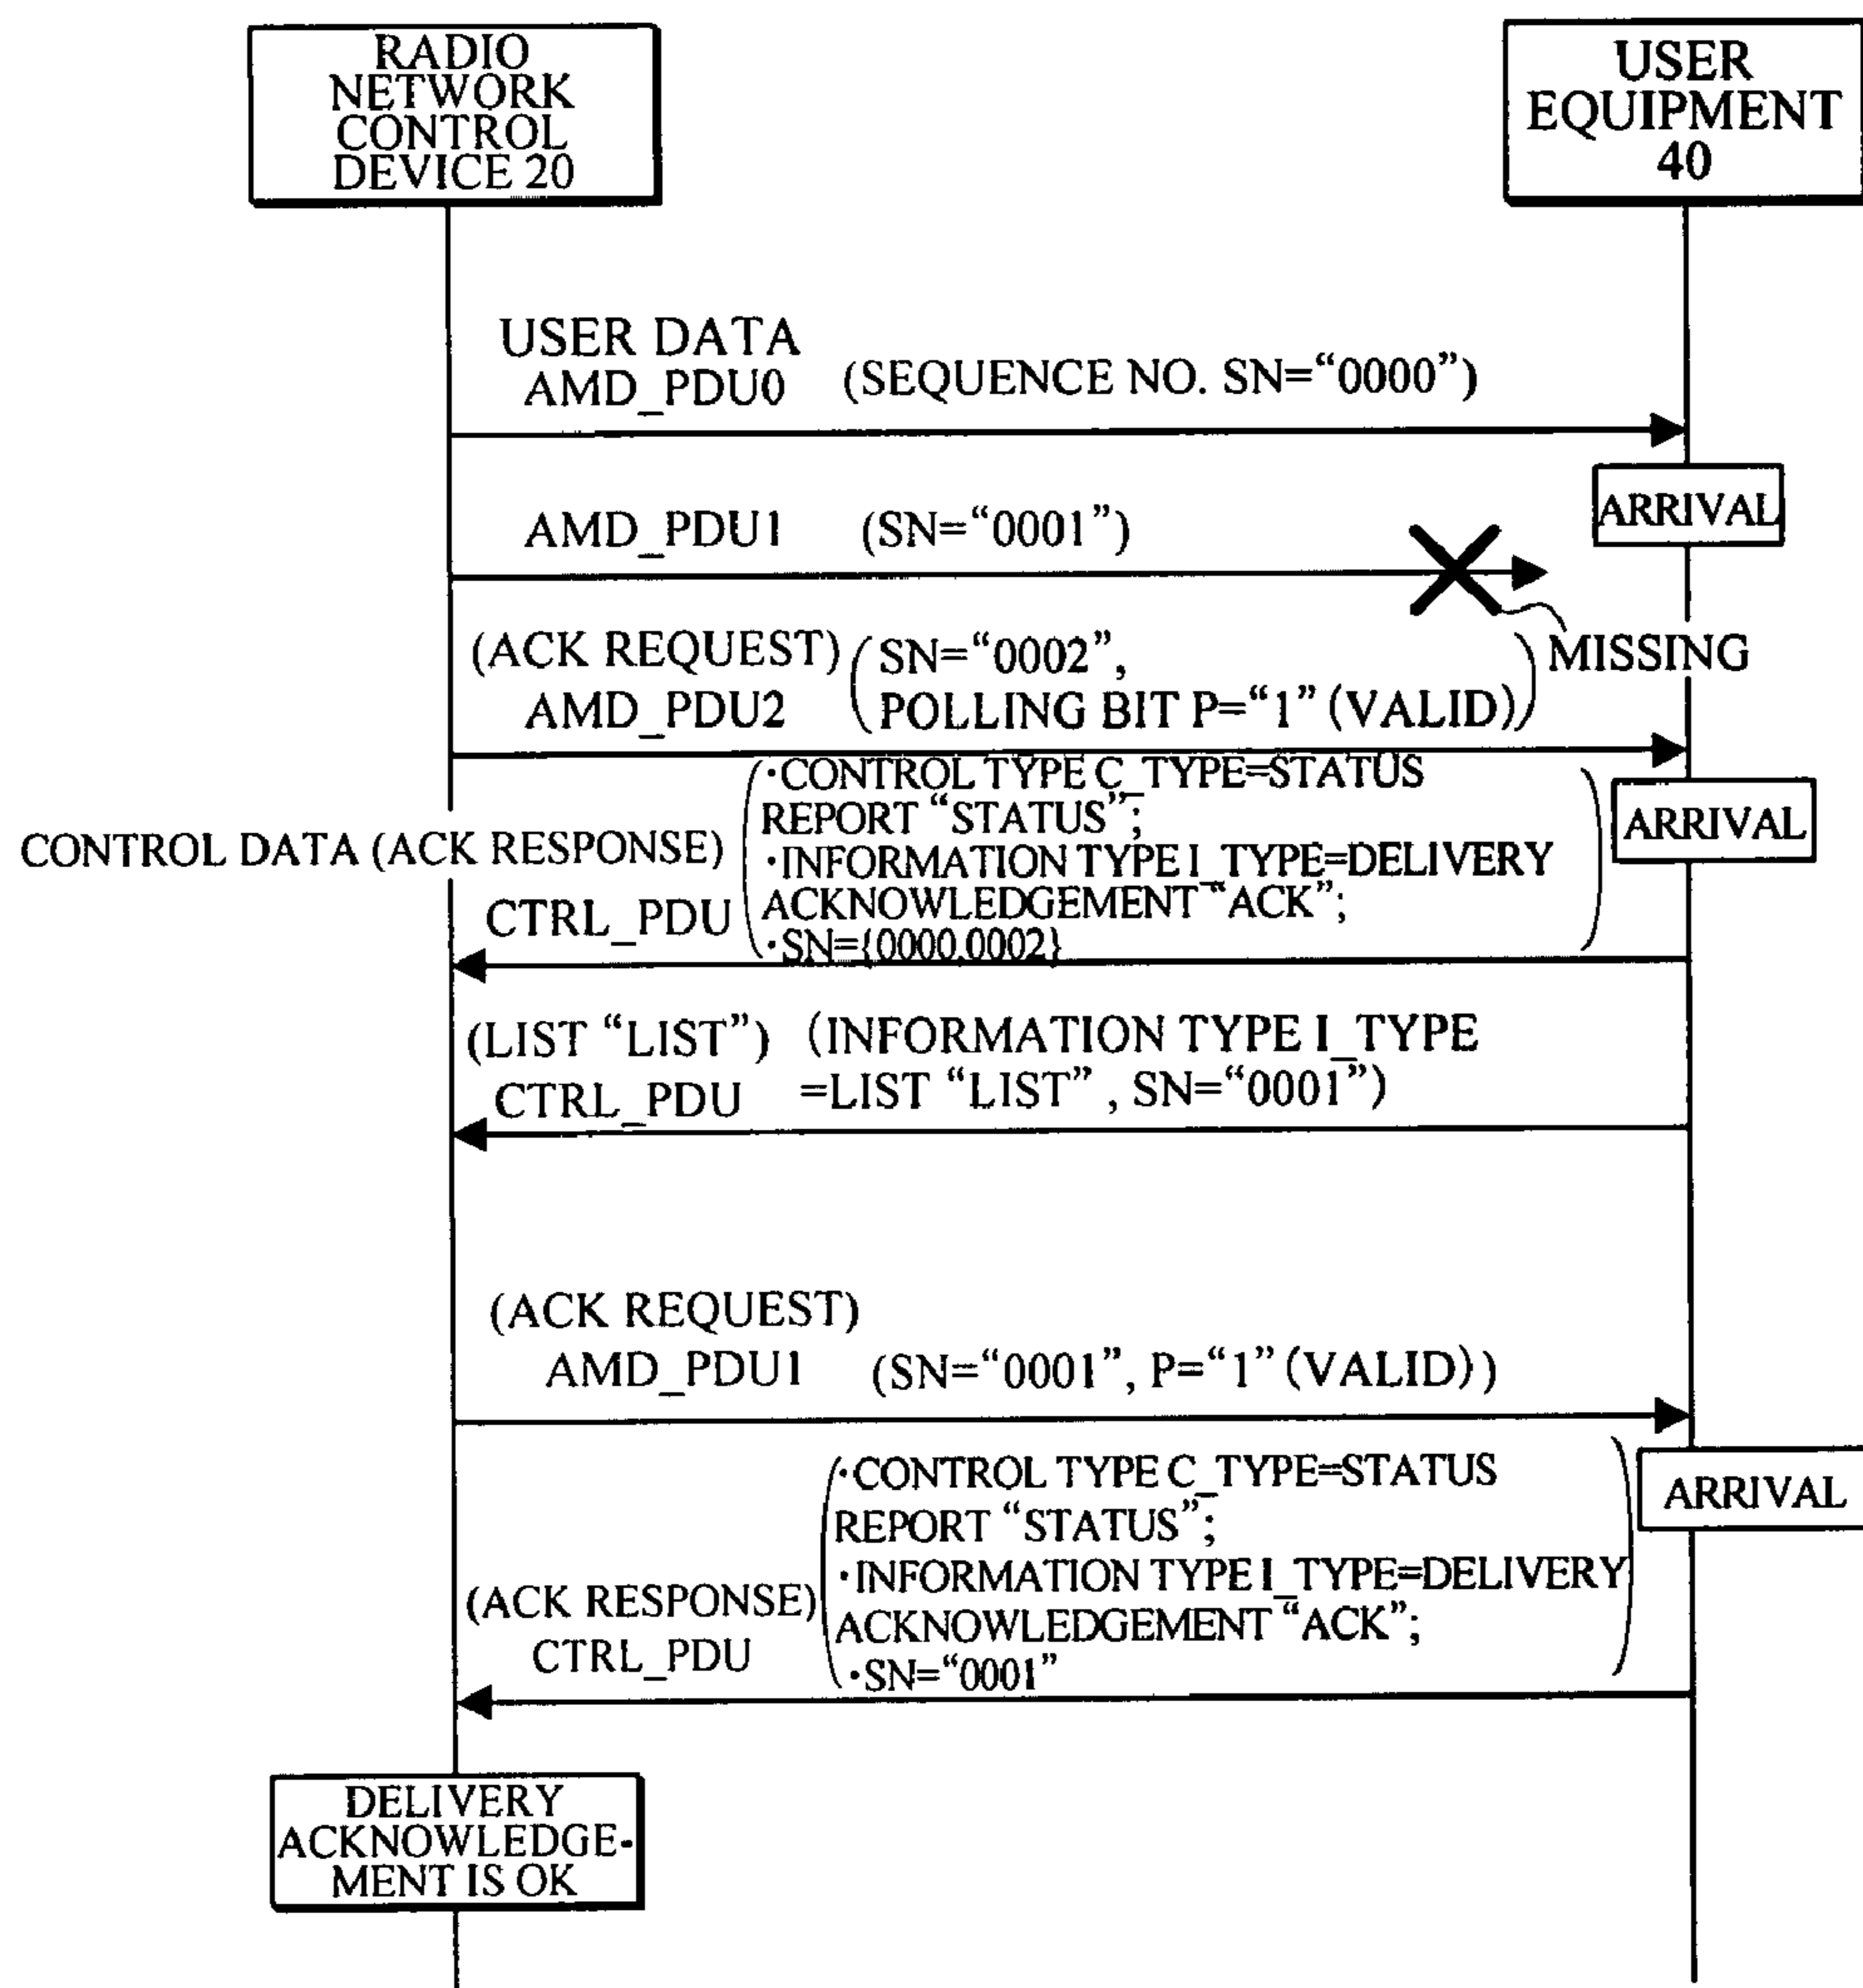 RADIO
NETWORK
CONTROL
DEVICE 20
USER
EQUIPMENT
40
USER DATA
AMD_PDU0 (SEQUENCE NO. SN=“0000”)
ARRIVAL
AMD_PDU1 (SN=“0001”)
MISSING
(ACK REQUEST)
AMD_PDU2
SN=“0002”,
POLLING BIT P=“1” (VALID)
ARRIVAL
CONTROL DATA (ACK RESPONSE)
CTRL_PDU
·CONTROL TYPE C_TYPE=STATUS
REPORT “STATUS”;
·INFORMATION TYPE I_TYPE=DELIVERY
ACKNOWLEDGEMENT “ACK”;
·SN={0000,0002}
(LIST “LIST”) (INFORMATION TYPE I_TYPE
CTRL_PDU =LIST “LIST” , SN=“0001”)
(ACK REQUEST)
AMD_PDU1 (SN=“0001”, P=“1” (VALID))
ARRIVAL
(ACK RESPONSE)
CTRL_PDU
·CONTROL TYPE C_TYPE=STATUS
REPORT “STATUS”;
·INFORMATION TYPE I_TYPE=DELIVERY
ACKNOWLEDGEMENT “ACK”;
·SN=“0001”
DELIVERY
ACKNOWLEDGE-
MENT IS OK